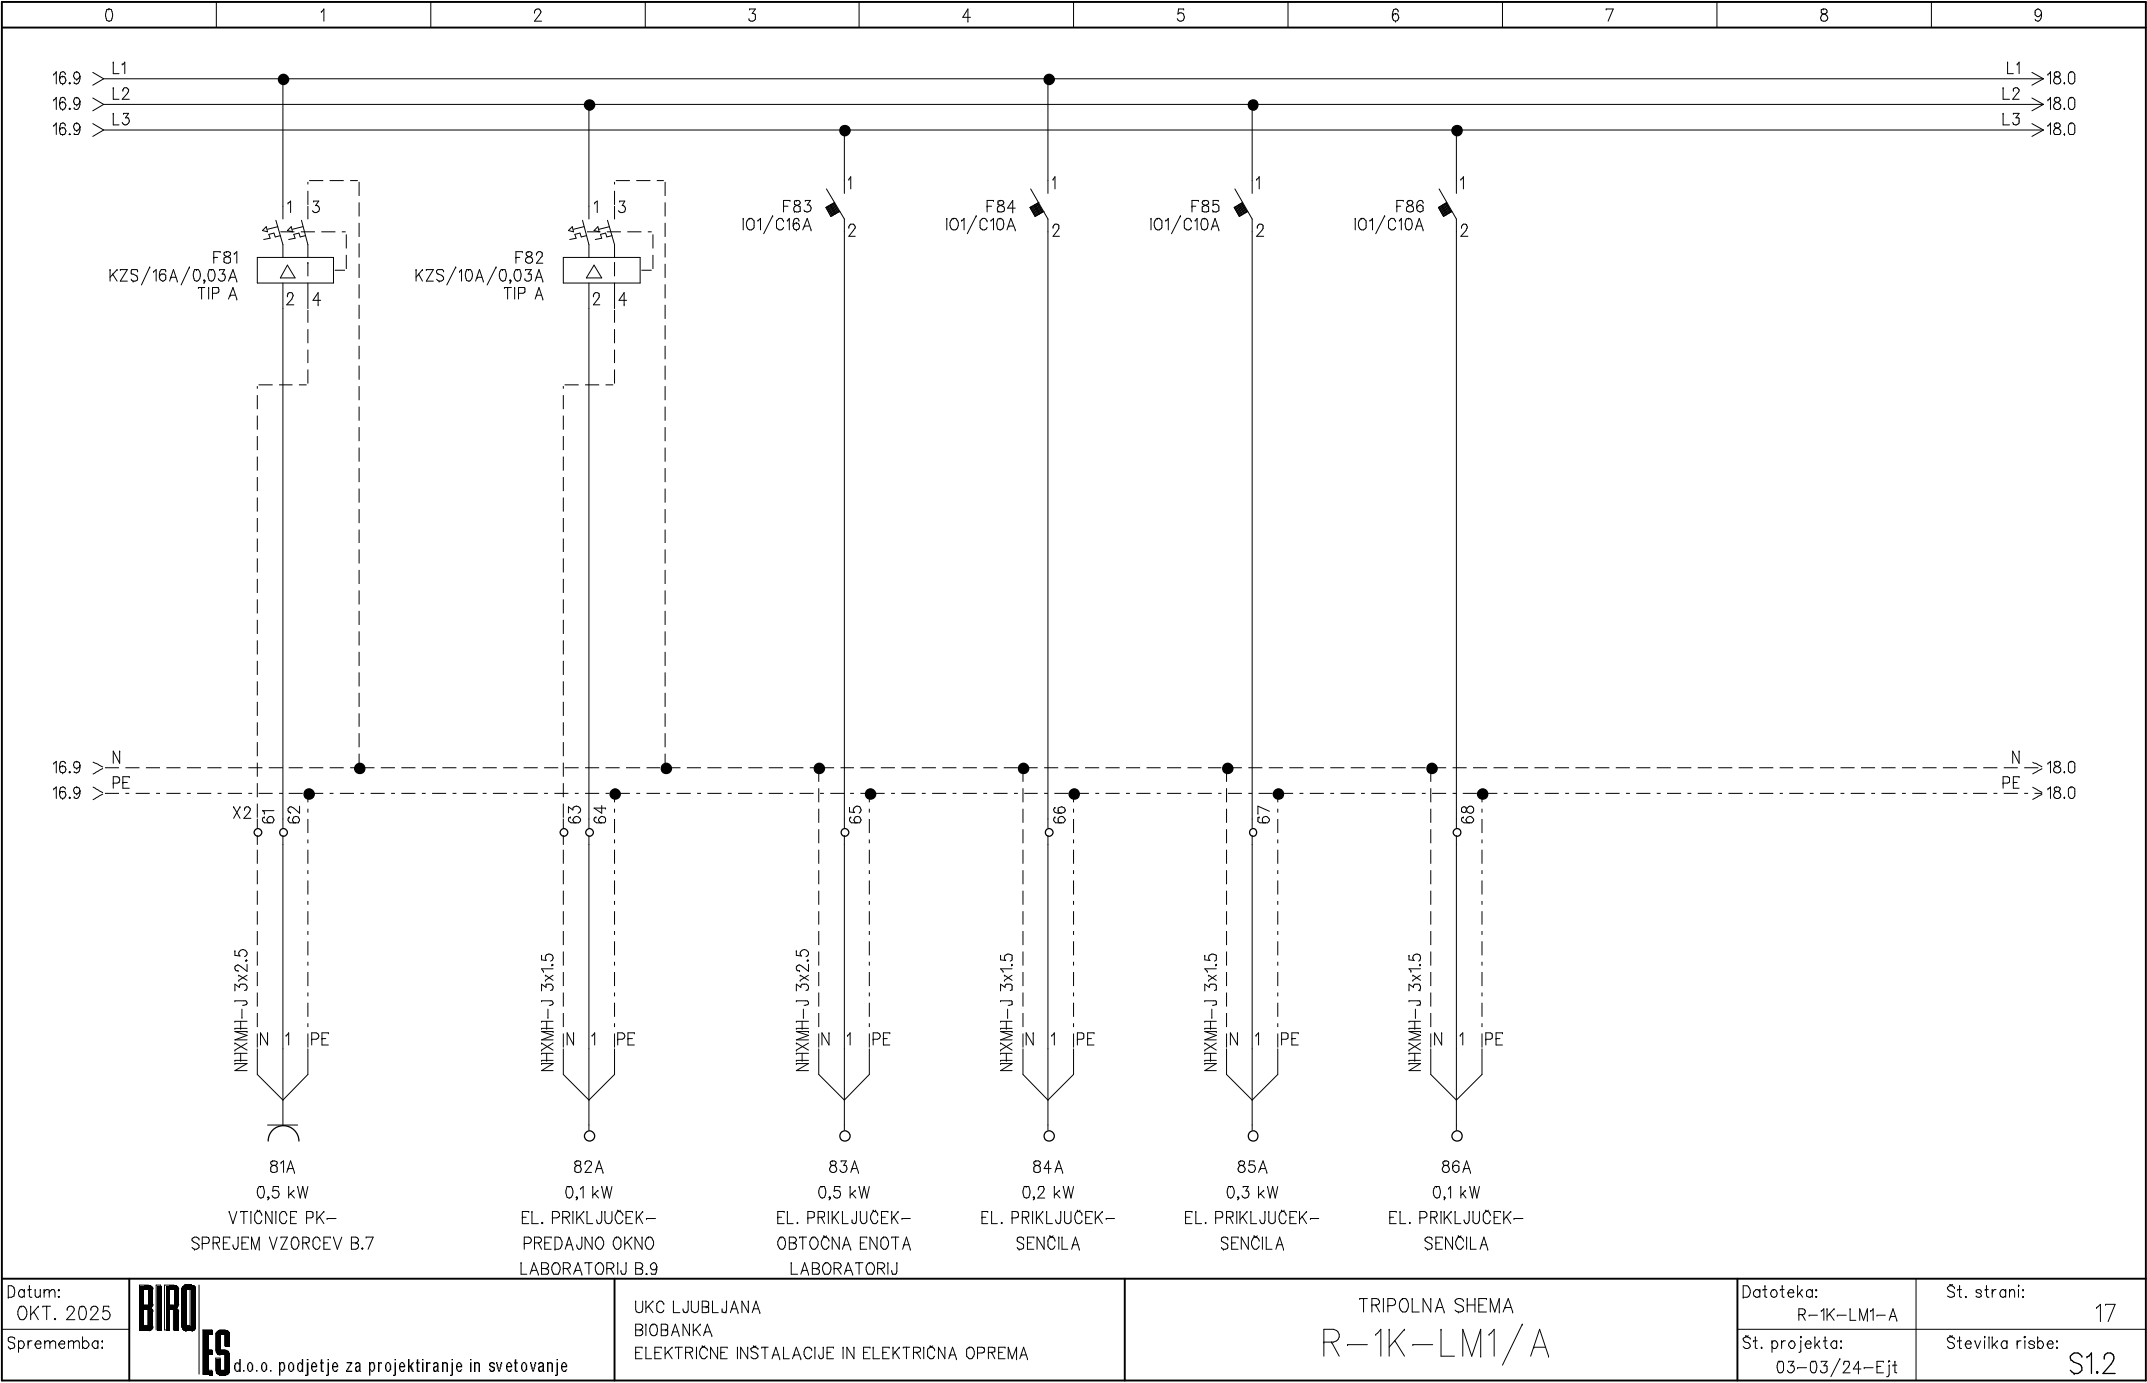 0 1 2 3 4 5 6 7 8 9
16.9 L1 L1 18.0
16.9 L2 L2 18.0
16.9 L3 L3 18.0
1 3
F81
KZS/16A/0,03A
TIP A
2 4
1 3
F82
KZS/10A/0,03A
TIP A
2 4
1
F83
I01/C16A
2
1
F84
I01/C10A
2
1
F85
I01/C10A
2
1
F86
I01/C10A
2
16.9 N N 18.0
16.9 PE PE 18.0
X2 61 62 63 64 65 66 67 68
NHXMH-J 3x2.5
N 1 PE
NHXMH-J 3x1.5
N 1 PE
NHXMH-J 3x2.5
N 1 PE
NHXMH-J 3x1.5
N 1 PE
NHXMH-J 3x1.5
N 1 PE
NHXMH-J 3x1.5
N 1 PE
81A
0,5 kW
VTIČNICE PK-
SPREJEM VZORCEV B.7
82A
0,1 kW
EL. PRIKLJUČEK-
PREDAJNO OKNO
LABORATORIJ B.9
83A
0,5 kW
EL. PRIKLJUČEK-
OBTOČNA ENOTA
LABORATORIJ
84A
0,2 kW
EL. PRIKLJUČEK-
SENČILA
85A
0,3 kW
EL. PRIKLJUČEK-
SENČILA
86A
0,1 kW
EL. PRIKLJUČEK-
SENČILA
Datum:
OKT. 2025
Sprememba:
BIRO
ES d.o.o. podjetje za projektiranje in svetovanje
UKC LJUBLJANA
BIOBANKA
ELEKTRIČNE INŠTALACIJE IN ELEKTRIČNA OPREMA
TRIPOLNA SHEMA
R-1K-LM1/A
Datoteka:
R-1K-LM1-A
Št. projekta:
03-03/24-Ejt
Št. strani:
17
Številka risbe:
S1.2